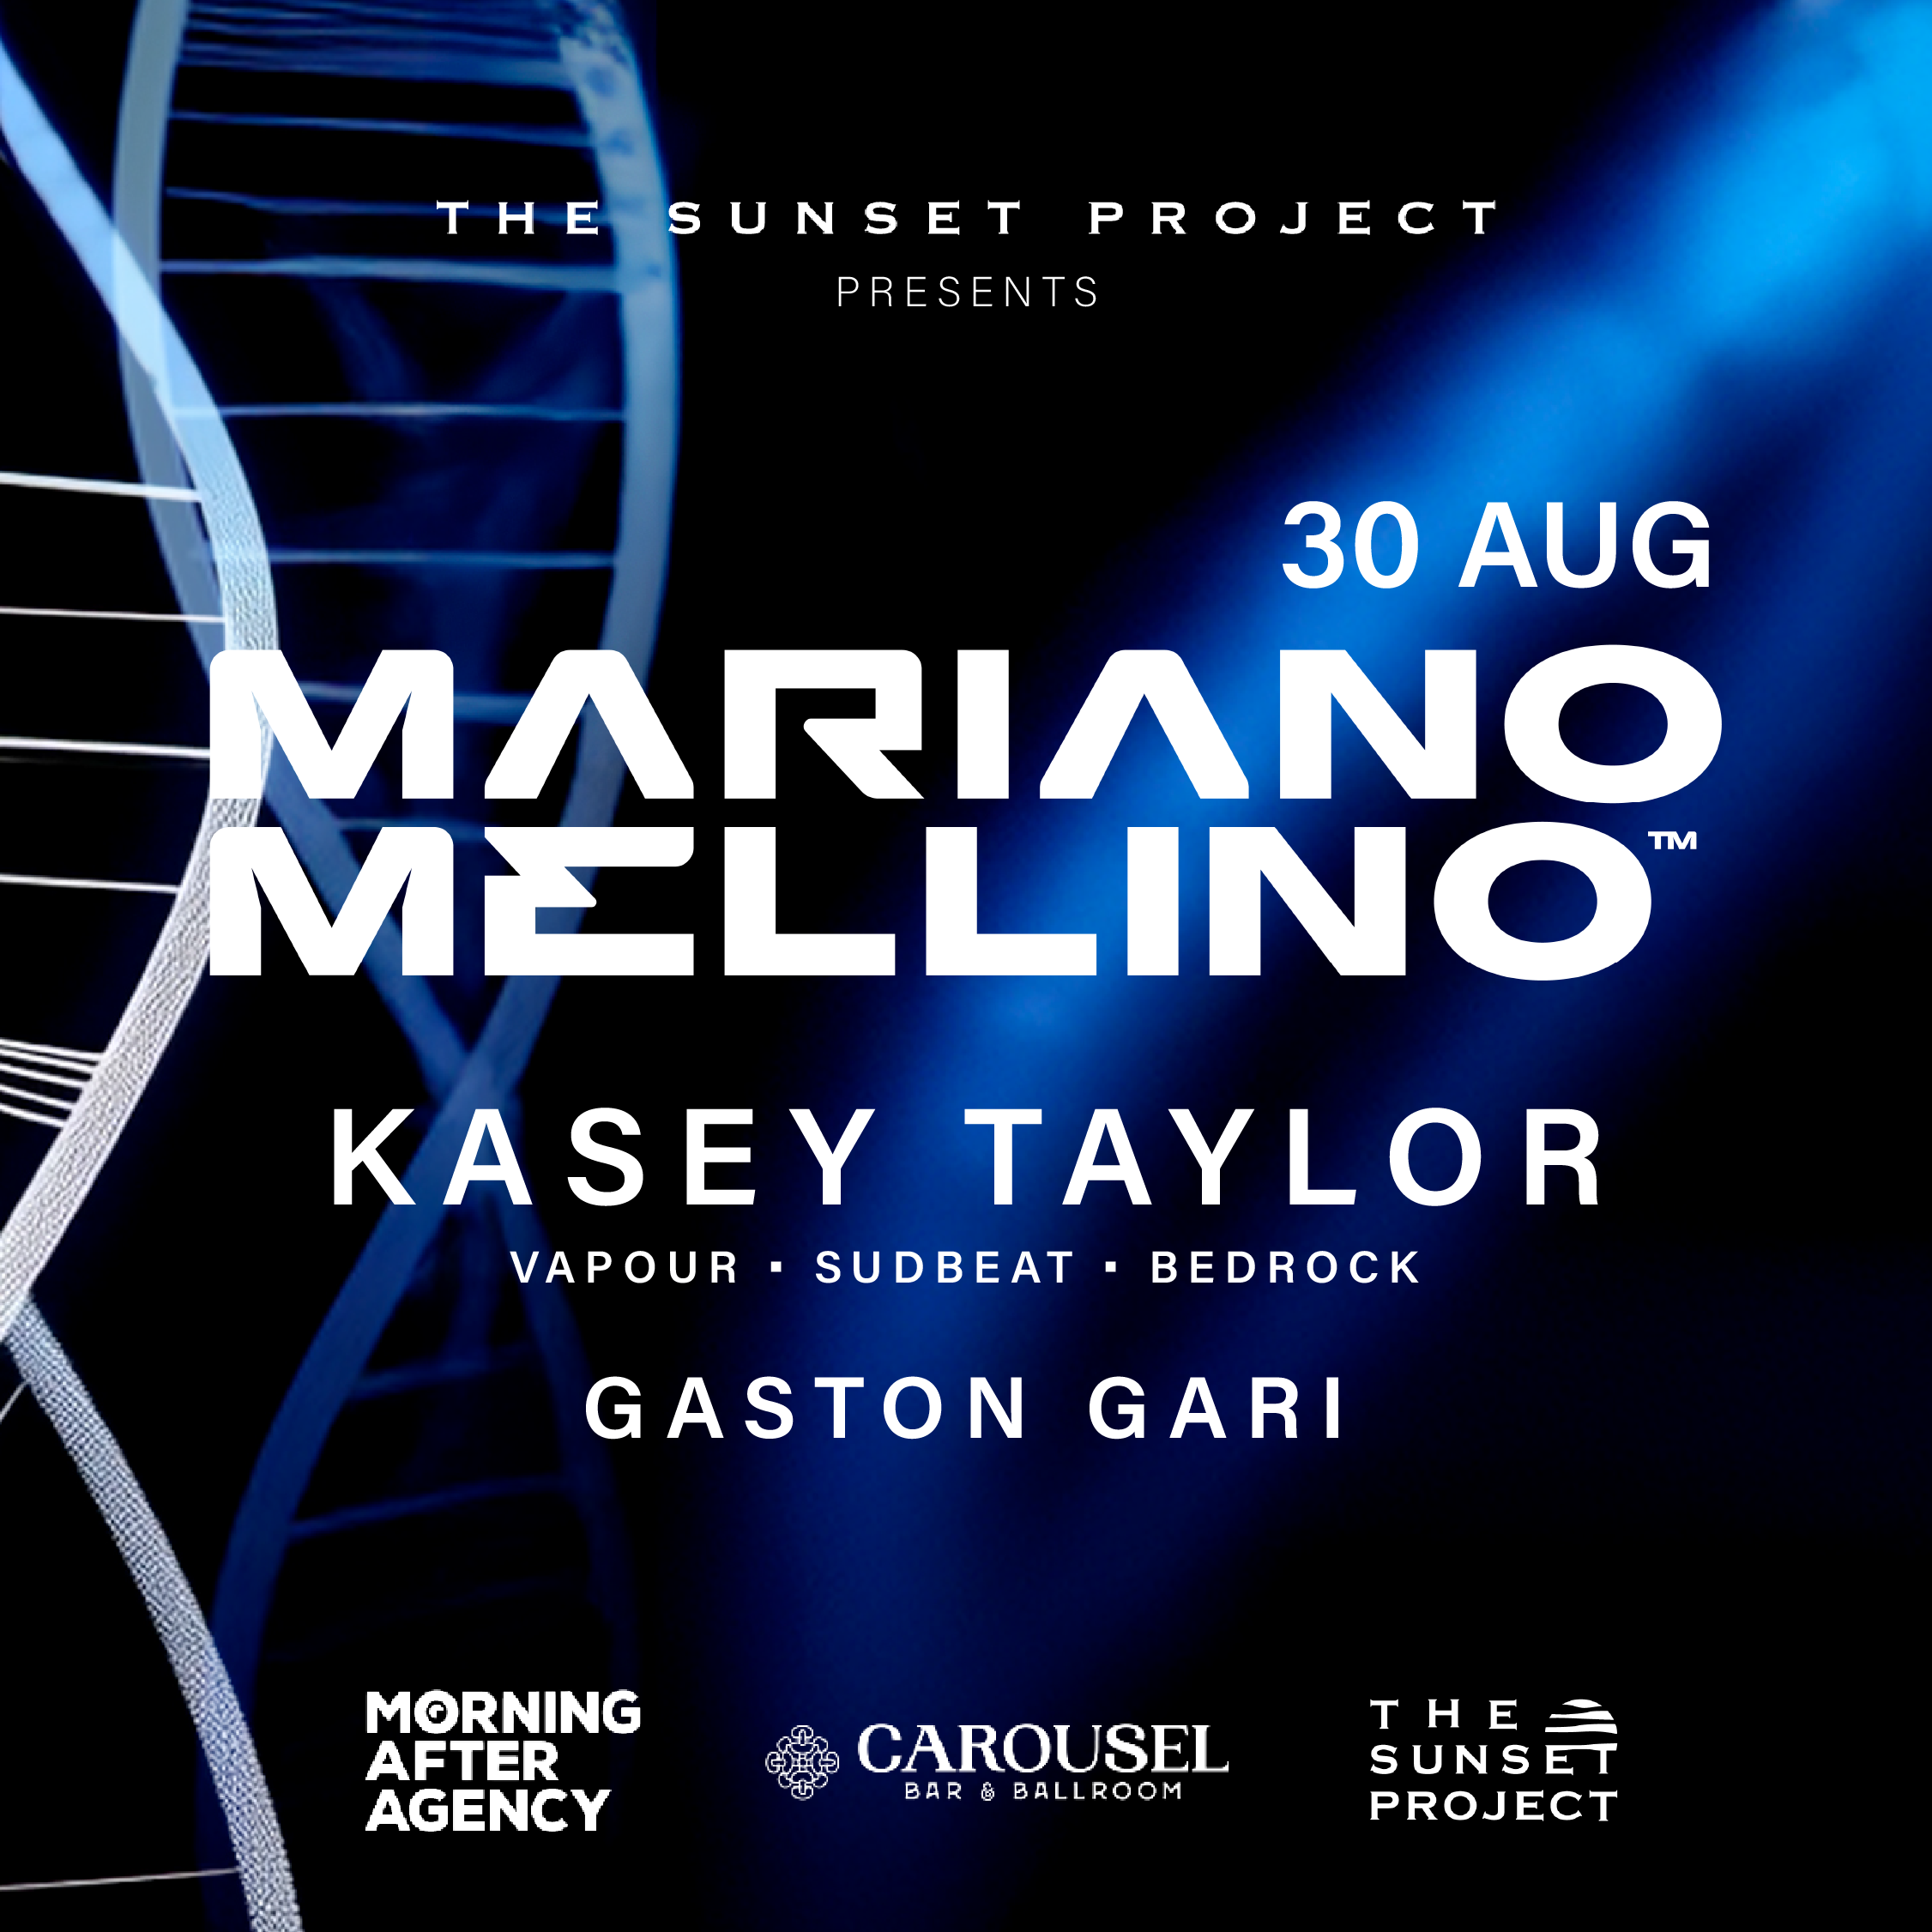 THE SUNSET PROJECT
PRESENTS
30 AUG
MARIANO
MELLINO™
KASEY TAYLOR
VAPOUR ▪ SUDBEAT ▪ BEDROCK
GASTON GARI
MORNING
AFTER
AGENCY
CAROUSEL
BAR & BALLROOM
THE
SUNSET
PROJECT